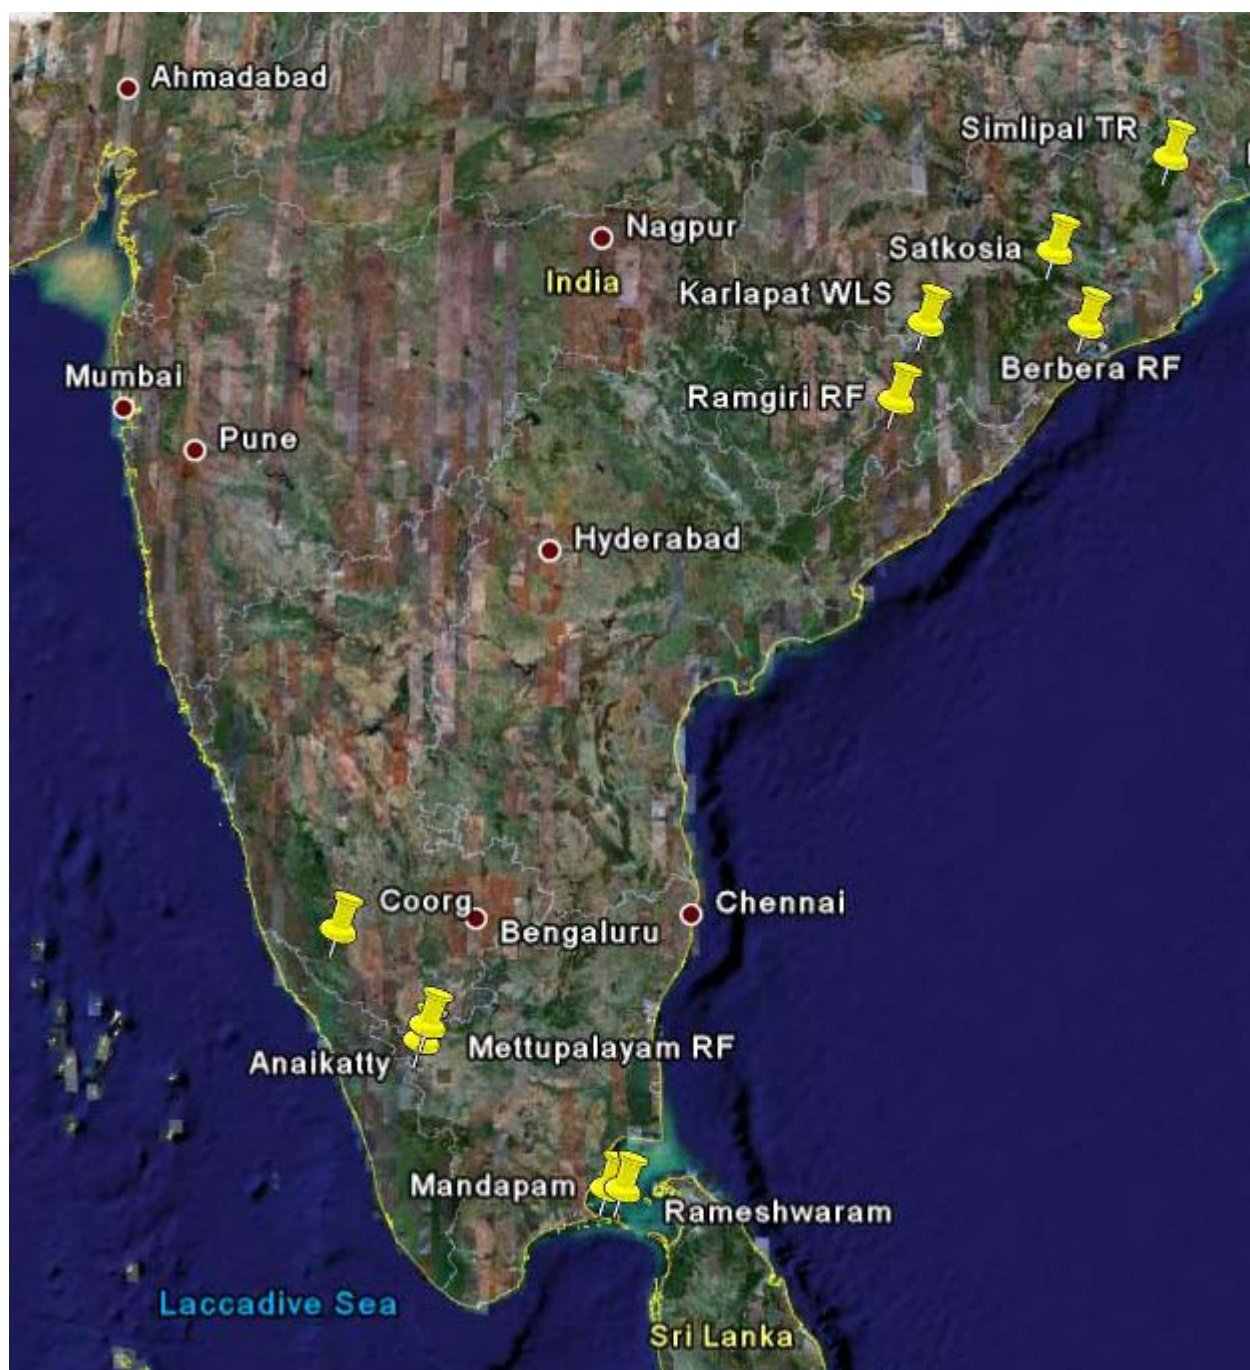 Ahmadabad
Simlipal TR
Nagpur
Satkosia
India
Karlapat WLS
Berbera RF
Mumbai
Ramgiri RF
Pune
Hyderabad
Coorg
Chennai
Bengaluru
Mettupalayam RF
Anaikatty
Mandapam
Rameshwaram
Laccadive Sea
Sri Lanka